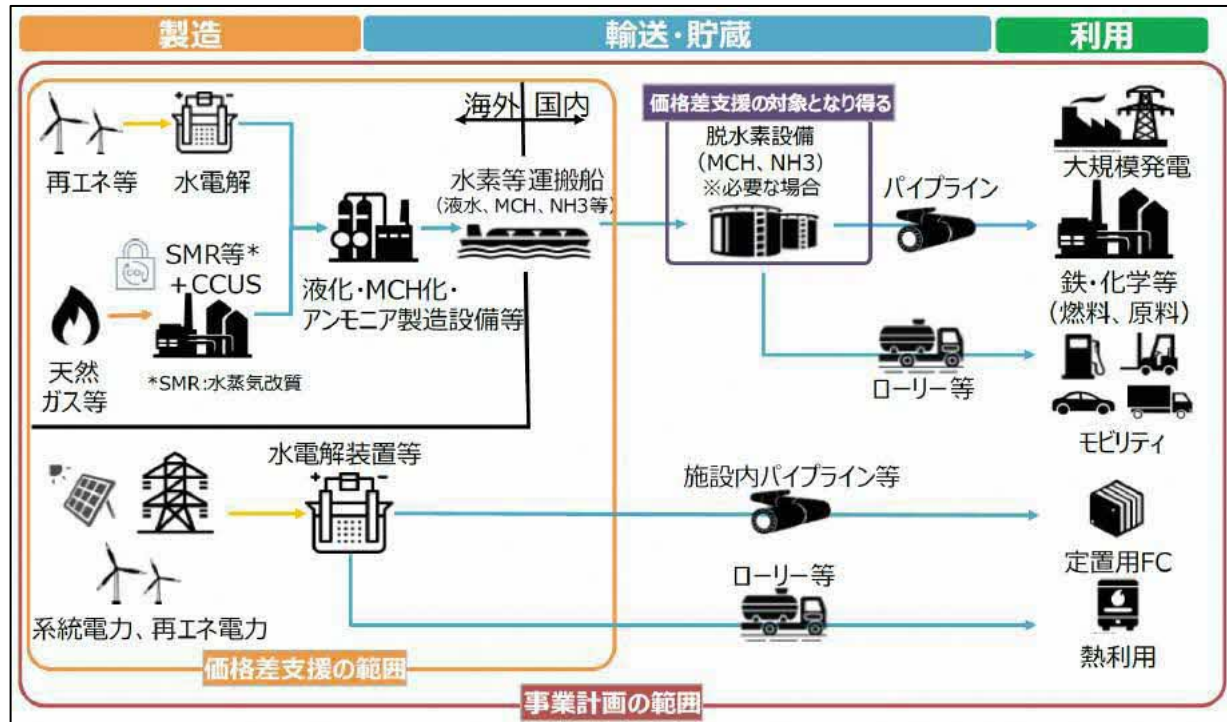 製造
輸送・貯蔵
利用
海外
国内
価格差支援の対象となり得る
再エネ等
水電解
水素等運搬船
(液水、MCH、NH3等)
脱水素設備
(MCH、NH3)
※必要な場合
パイプライン
大規模発電
CO2
SMR等*
+CCUS
液化・MCH化・
アンモニア製造設備等
鉄・化学等
(燃料、原料)
天然
ガス等
*SMR:水蒸気改質
ローリー等
モビリティ
水電解装置等
施設内パイプライン等
定置用FC
ローリー等
系統電力、再エネ電力
熱利用
価格差支援の範囲
事業計画の範囲